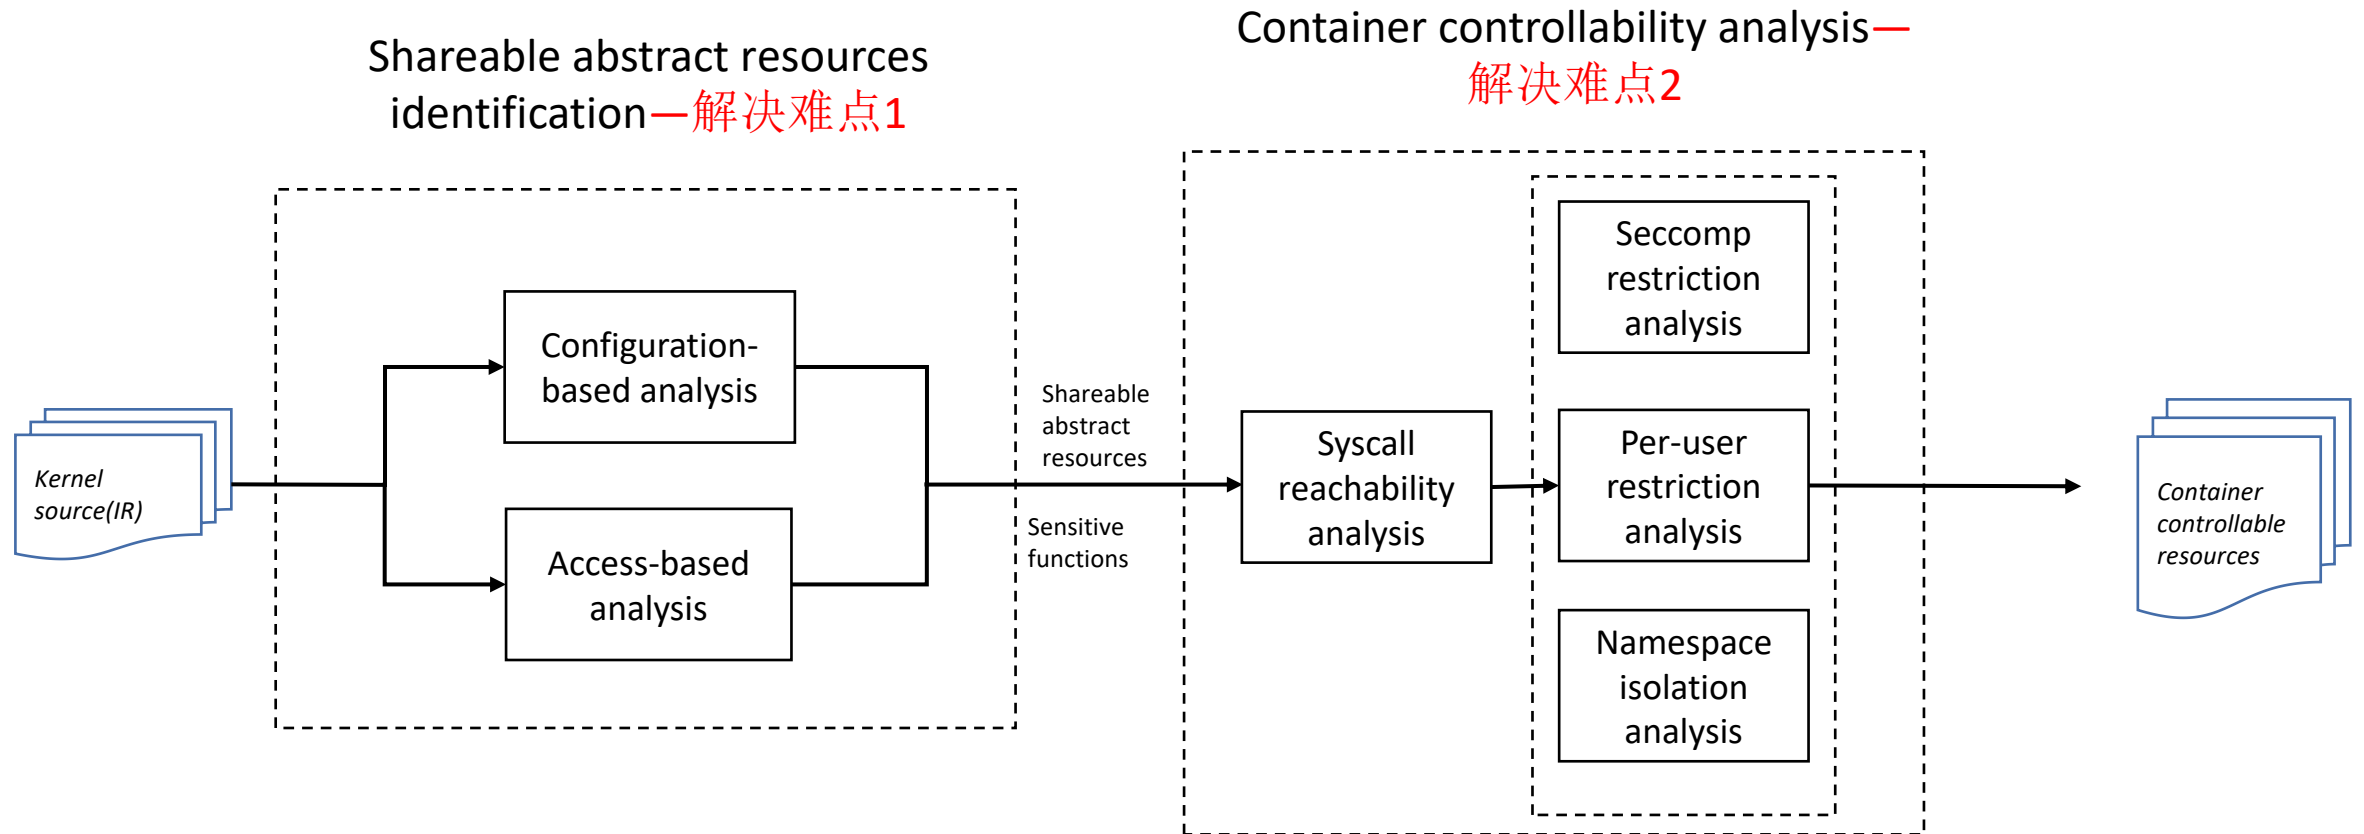 Shareable abstract resources
identification—解决难点1
Container controllability analysis—
解决难点2
Kernel
source(IR)
Configuration-
based analysis
Access-based
analysis
Shareable
abstract
resources
Sensitive
functions
Syscall
reachability
analysis
Seccomp
restriction
analysis
Per-user
restriction
analysis
Namespace
isolation
analysis
Container
controllable
resources